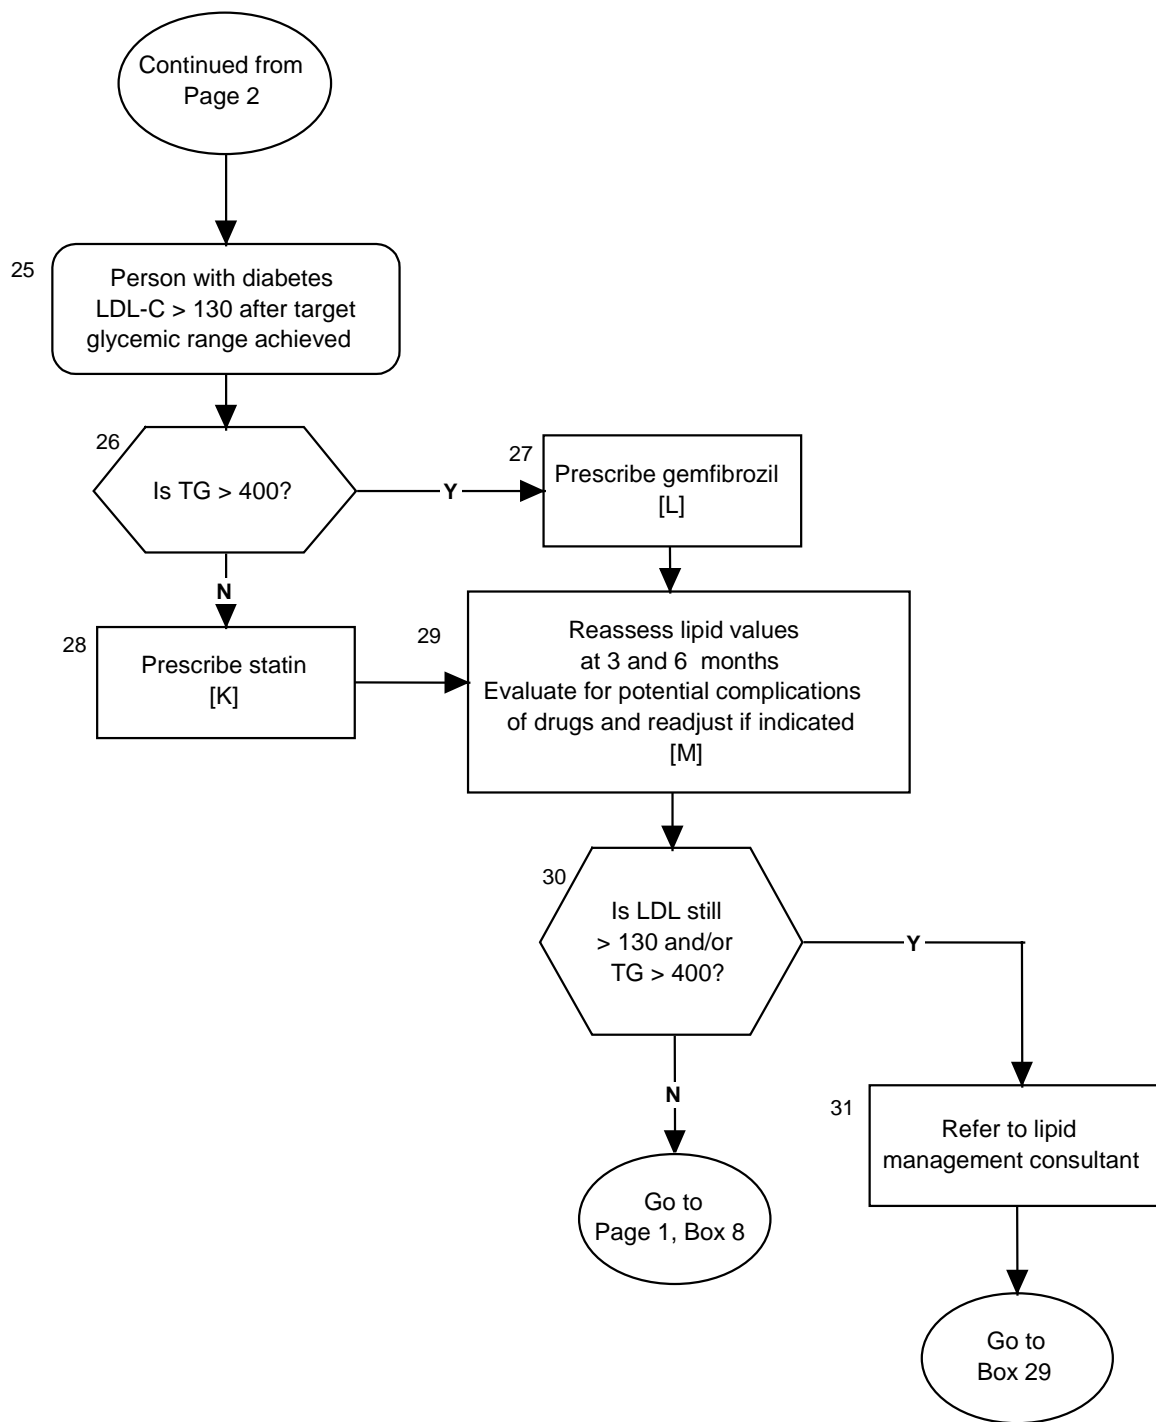 Continued from
Page 2
25
Person with diabetes
LDL-C > 130 after target
glycemic range achieved
26
Is TG > 400?
Y
27
Prescribe gemfibrozil
[L]
N
28
Prescribe statin
[K]
29
Reassess lipid values
at 3 and 6 months
Evaluate for potential complications
of drugs and readjust if indicated
[M]
30
Is LDL still
> 130 and/or
TG > 400?
Y
N
31
Refer to lipid
management consultant
Go to
Page 1, Box 8
Go to
Box 29